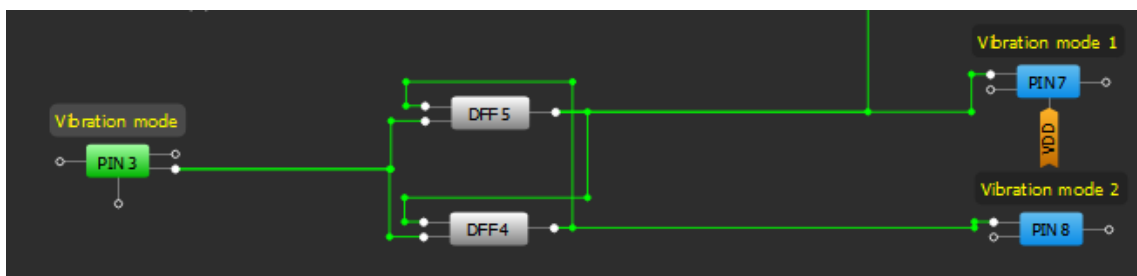 Vibration mode 1
PIN 7
DFF 5
Vibration mode
VDD
PIN 3
Vibration mode 2
DFF4
PIN 8